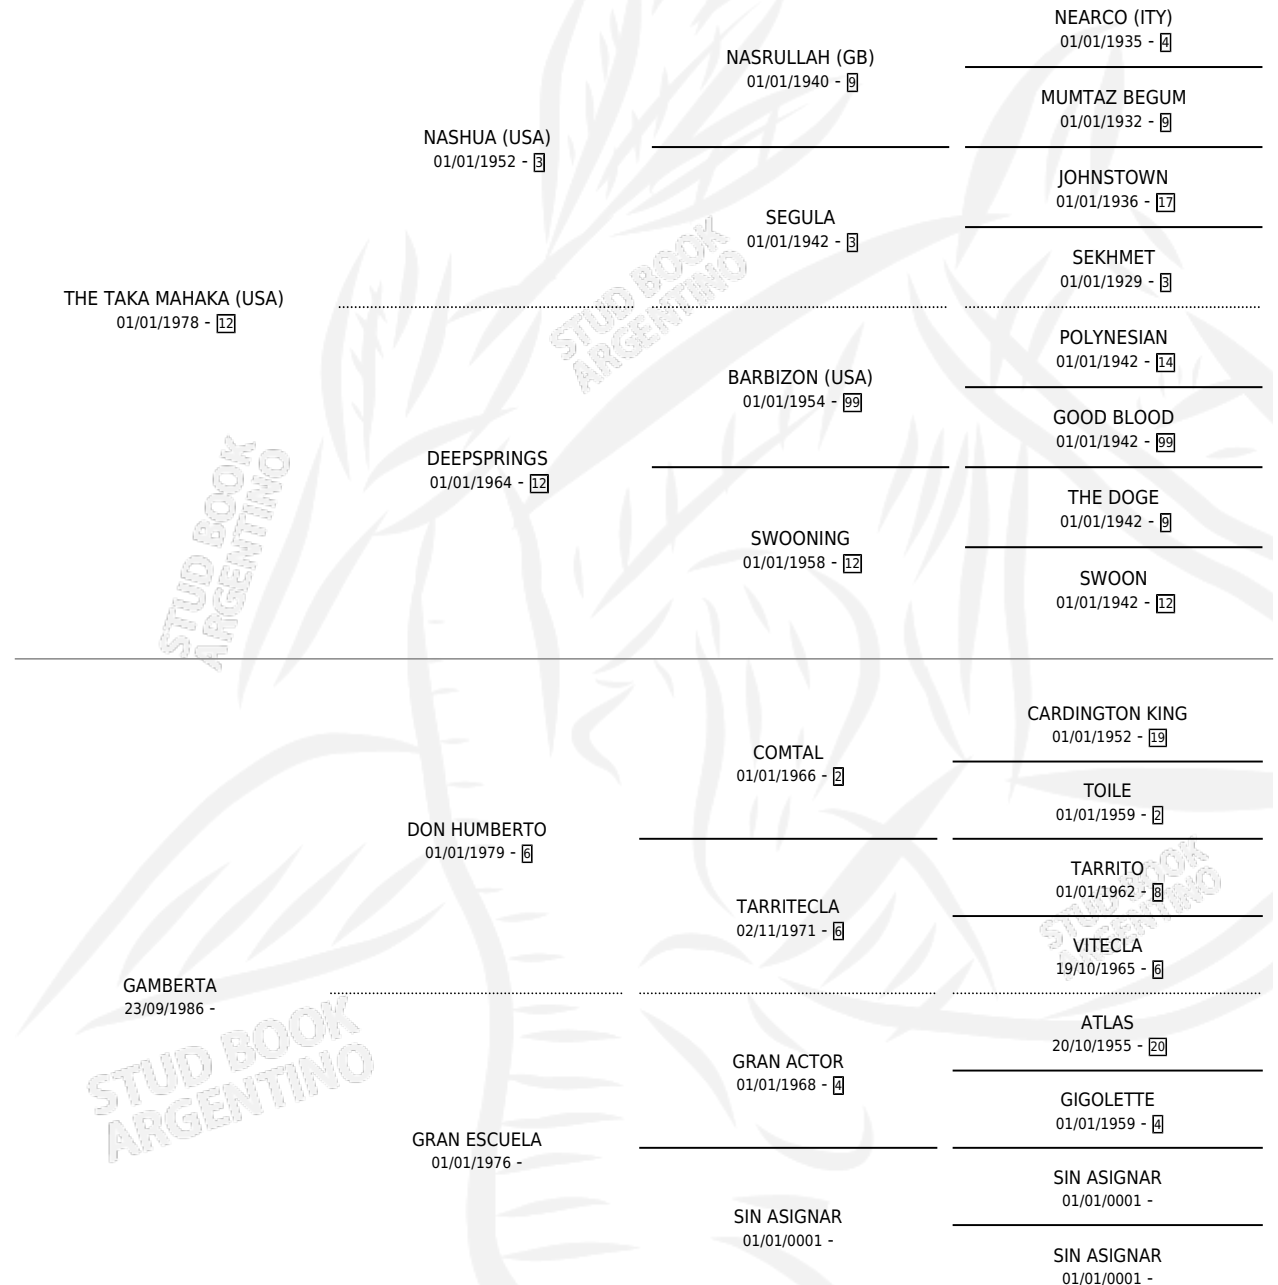 NEARCO (ITY)
01/01/1935 - 4
NASRULLAH (GB)
01/01/1940 - 9
MUMTAZ BEGUM
01/01/1932 - 9
NASHUA (USA)
01/01/1952 - 3
JOHNSTOWN
01/01/1936 - 17
SEGULA
01/01/1942 - 3
SEKHMET
01/01/1929 - 3
THE TAKA MAHAKA (USA)
01/01/1978 - 12
STUD BOOK
ARGENTINO
POLYNESIAN
01/01/1942 - 14
BARBIZON (USA)
01/01/1954 - 99
GOOD BLOOD
01/01/1942 - 99
DEEPSPRINGS
01/01/1964 - 12
THE DOGE
01/01/1942 - 9
SWOONING
01/01/1958 - 12
SWOON
01/01/1942 - 12
STUD BOOK
ARGENTINO
CARDINGTON KING
01/01/1952 - 19
COMTAL
01/01/1966 - 2
TOILE
01/01/1959 - 2
DON HUMBERTO
01/01/1979 - 6
TARRITO
01/01/1962 - 8
TARRITECLA
02/11/1971 - 6
VITECLA
19/10/1965 - 6
STUD BOOK
ARGENTINO
GAMBERTA
23/09/1986 -
ATLAS
20/10/1955 - 20
GRAN ACTOR
01/01/1968 - 4
GIGOLETTE
01/01/1959 - 4
STUD BOOK
ARGENTINO
GRAN ESCUELA
01/01/1976 -
SIN ASIGNAR
01/01/0001 -
SIN ASIGNAR
01/01/0001 -
SIN ASIGNAR
01/01/0001 -